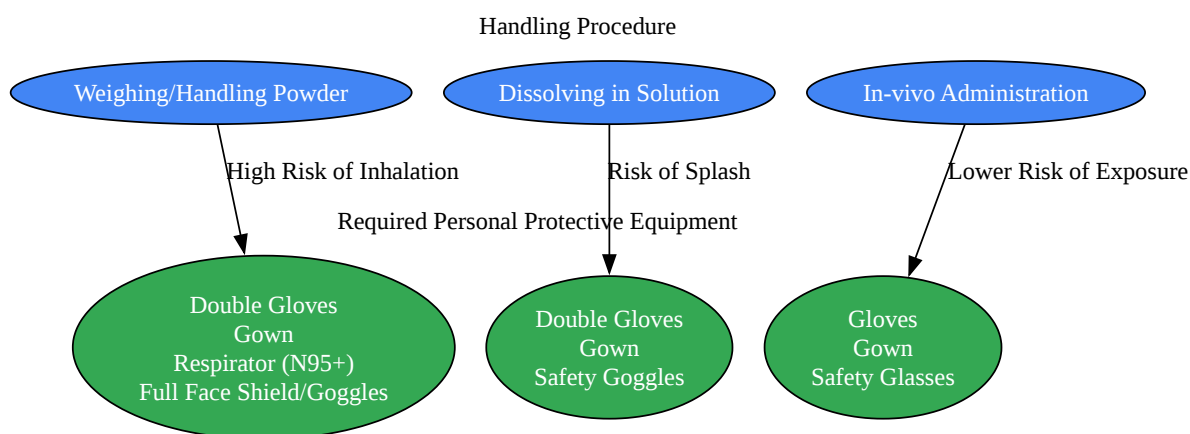 Handling Procedure
Weighing/Handling Powder
Dissolving in Solution
In-vivo Administration
High Risk of Inhalation
Risk of Splash
Lower Risk of Exposure
Required Personal Protective Equipment
Double Gloves
Gown
Respirator (N95+)
Full Face Shield/Goggles
Double Gloves
Gown
Safety Goggles
Gloves
Gown
Safety Glasses